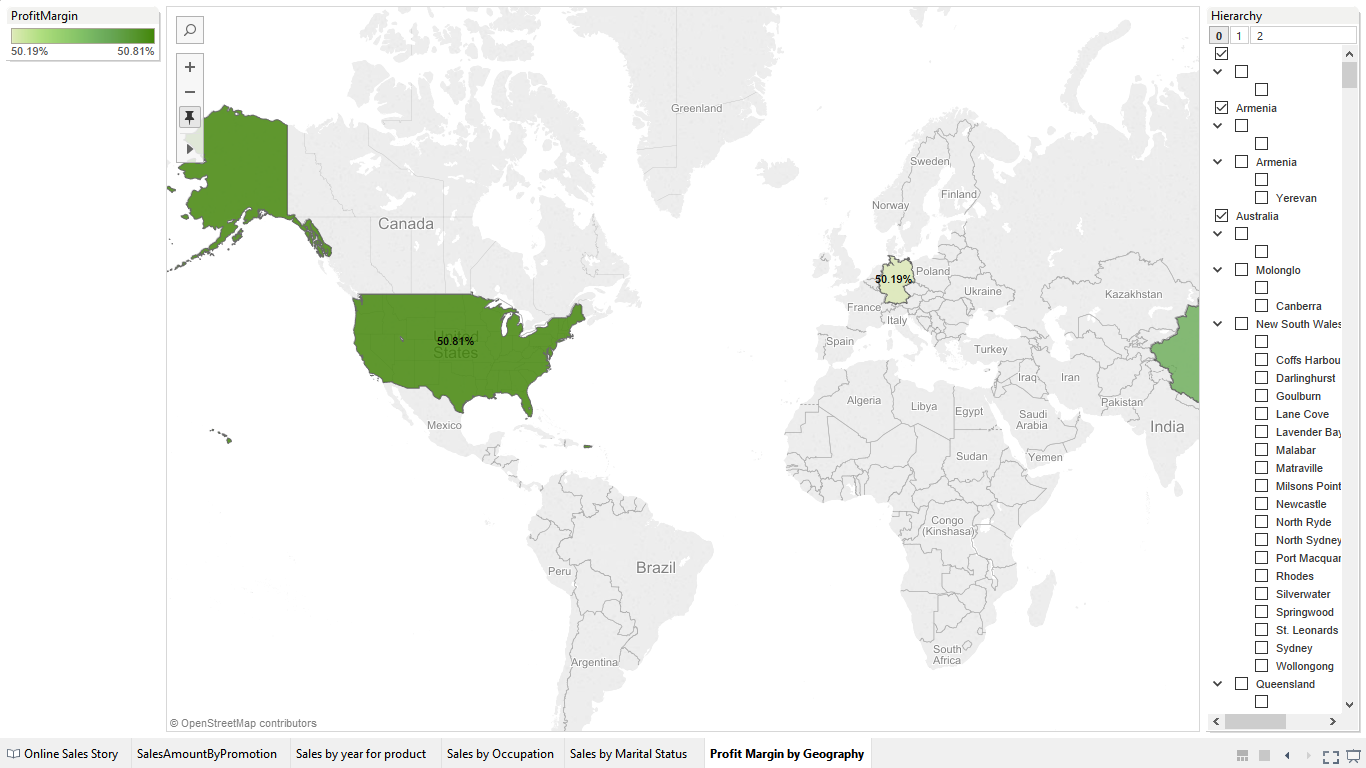 ProfitMargin
50.19%
50.81%
Greenland
Sweden
Finland
Norway
Canada
Poland
50.19%
Ukraine
Kazakhstan
France
Italy
United
50.81%
States
Spain
Turkey
Iraq
Iran
Algeria
Libya
Egypt
Pakistan
Saudi
Arabia
Mexico
India
Sudan
Yemen
Congo
(Kinshasa)
Brazil
Peru
South
Africa
Argentina
© OpenStreetMap contributors
Hierarchy
0 1 2
Armenia
Armenia
Yerevan
Australia
Molonglo
Canberra
New South Wales
Coffs Harbou
Darlinghurst
Goulburn
Lane Cove
Lavender Bay
Malabar
Matraville
Milsons Point
Newcastle
North Ryde
North Sydney
Port Macquar
Rhodes
Silverwater
Springwood
St. Leonards
Sydney
Wollongong
Queensland
Online Sales Story SalesAmountByPromotion Sales by year for product Sales by Occupation Sales by Marital Status Profit Margin by Geography